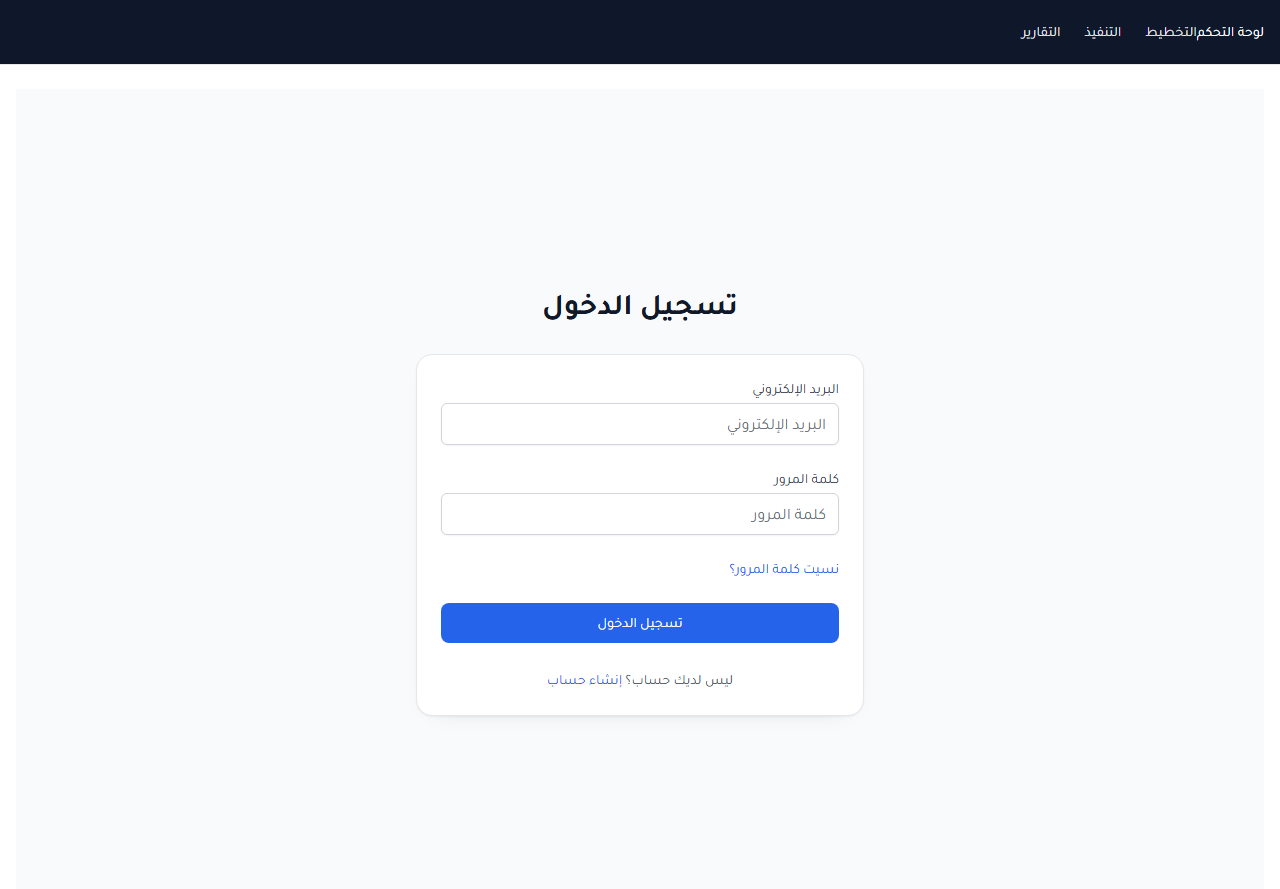 لوحة التحكمالتخطيط التنفيذ التقارير
تسجيل الدخول
البريد الإلكتروني
البريد الإلكتروني
كلمة المرور
كلمة المرور
نسيت كلمة المرور؟
تسجيل الدخول
ليس لديك حساب؟ إنشاء حساب